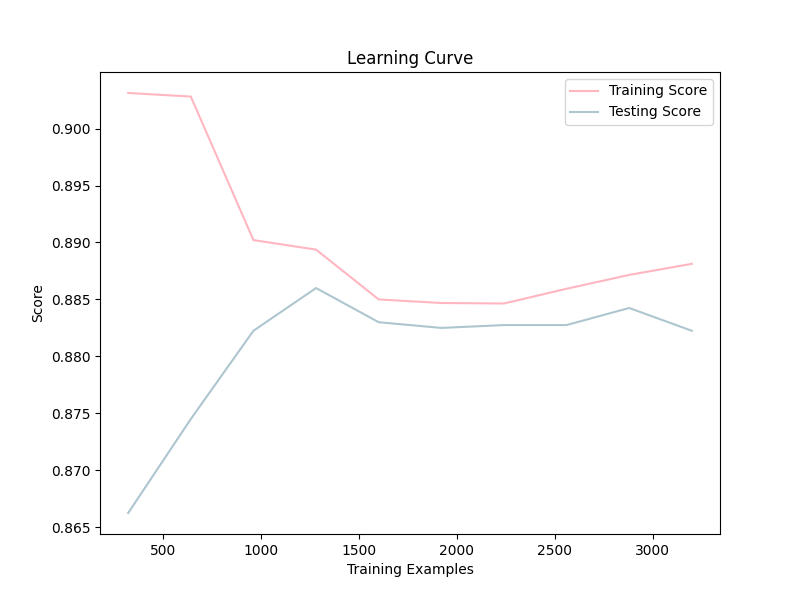 Learning Curve
Training Score
Testing Score
0.900
0.895
0.890
0.885
0.880
0.875
0.870
0.865
Score
500 1000 1500 2000 2500 3000
Training Examples